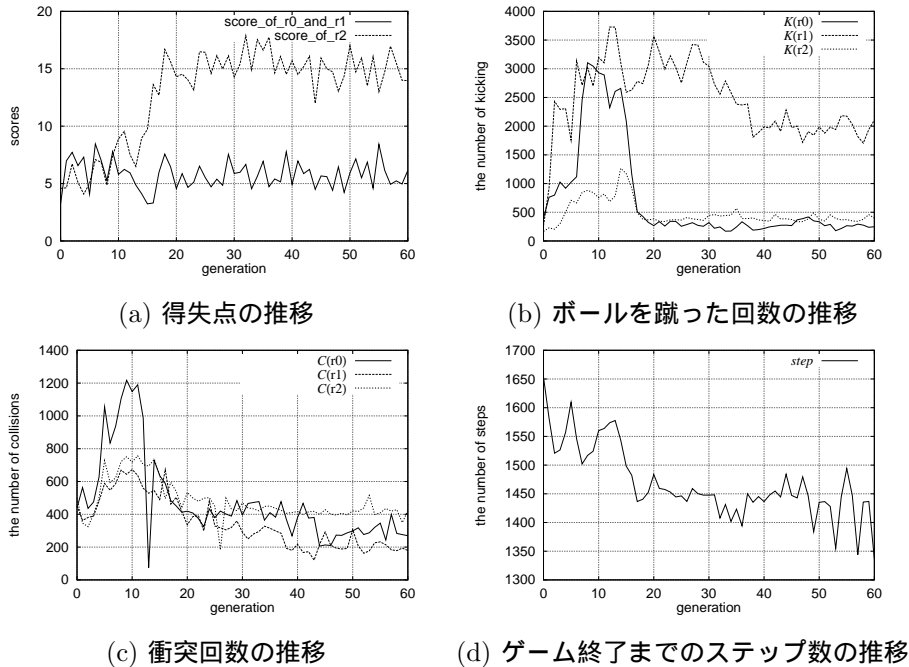 score_of_r0_and_r1
score_of_r2
scores
20
15
10
5
0
0 10 20 30 40 50 60
generation
(a) 得失点の推移
K(r0)
K(r1)
K(r2)
the number of kicking
4000
3500
3000
2500
2000
1500
1000
500
0
0 10 20 30 40 50 60
generation
(b) ボールを蹴った回数の推移
C(r0)
C(r1)
C(r2)
the number of collisions
1400
1200
1000
800
600
400
200
0
0 10 20 30 40 50 60
generation
(c) 衝突回数の推移
step
the number of steps
1700
1650
1600
1550
1500
1450
1400
1350
1300
0 10 20 30 40 50 60
generation
(d) ゲーム終了までのステップ数の推移